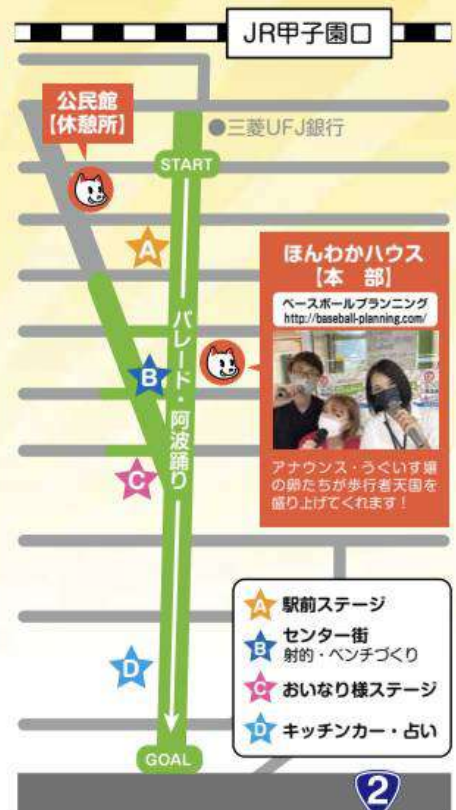 JR甲子園口
公民館
【休憩所】
●三菱UFJ銀行
START
A
ほんわかハウス
【本 部】
ベースボールプランニング
http://baseball-planning.com/
アナウンス・うぐいす嬢
の卵たちが歩行者天国を
盛り上げてくれます!
パレード・阿波踊り
B
C
D
A 駅前ステージ
B センター街
射的・ベンチづくり
C おいなり様ステージ
D キッチンカー・占い
GOAL
2